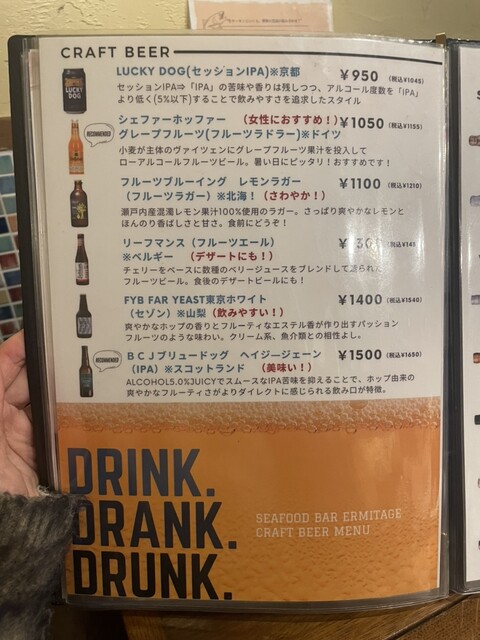 CRAFT BEER
LUCKY DOG(セッションIPA)※京都 ￥950 (税込¥1045)
セッションIPA⇒「IPA」の苦味や香りは残しつつ、アルコール度数を「IPA」
より低く(5%以下)することで飲みやすさを追求したスタイル
LUCKY DOG
シェファーホッファー (女性におすすめ！) ￥1050 (税込¥1155)
グレープフルーツ(フルーツラドラー)※ドイツ
RECOMMENDED
小麦が主体のヴァイツェンにグレープフルーツ果汁を投入して
ローアルコールフルーツビール。暑い日にピッタリ！おすすめです！
フルーツブルーイング レモンラガー ￥1100 (税込¥1210)
(フルーツラガー) ※北海！(さわやか！)
瀬戸内産混濁レモン果汁100%使用のラガー。さっぱり爽やかなレモンと
ほんのり香ばしさと甘さ。食前にどうぞ！
リーフマンス (フルーツエール)
※ベルギー (デザートにも！)
チェリーをベースに数種のベリージュースをブレンドして造られた
フルーツビール。食後のデザートビールにも！
FYB FAR YEAST東京ホワイト ￥1400 (税込¥1540)
(セゾン) ※山梨 (飲みやすい！)
爽やかなホップの香りとフルーティなエステル香が作り出すパッション
フルーツのような味わい。クリーム系、魚介類との相性よし。
BCJブリュードッグ ヘイジージェーン ￥1500 (税込¥1650)
(IPA) ※スコットランド (美味い！)
RECOMMENDED
ALCOHOL5.0%JUICYでスムースなIPA苦味を抑えることで、ホップ由来の
爽やかなフルーティさがよりダイレクトに感じられる飲み口が特徴。
DRINK.
DRANK.
DRUNK.
SEAFOOD BAR ERMITAGE
CRAFT BEER MENU